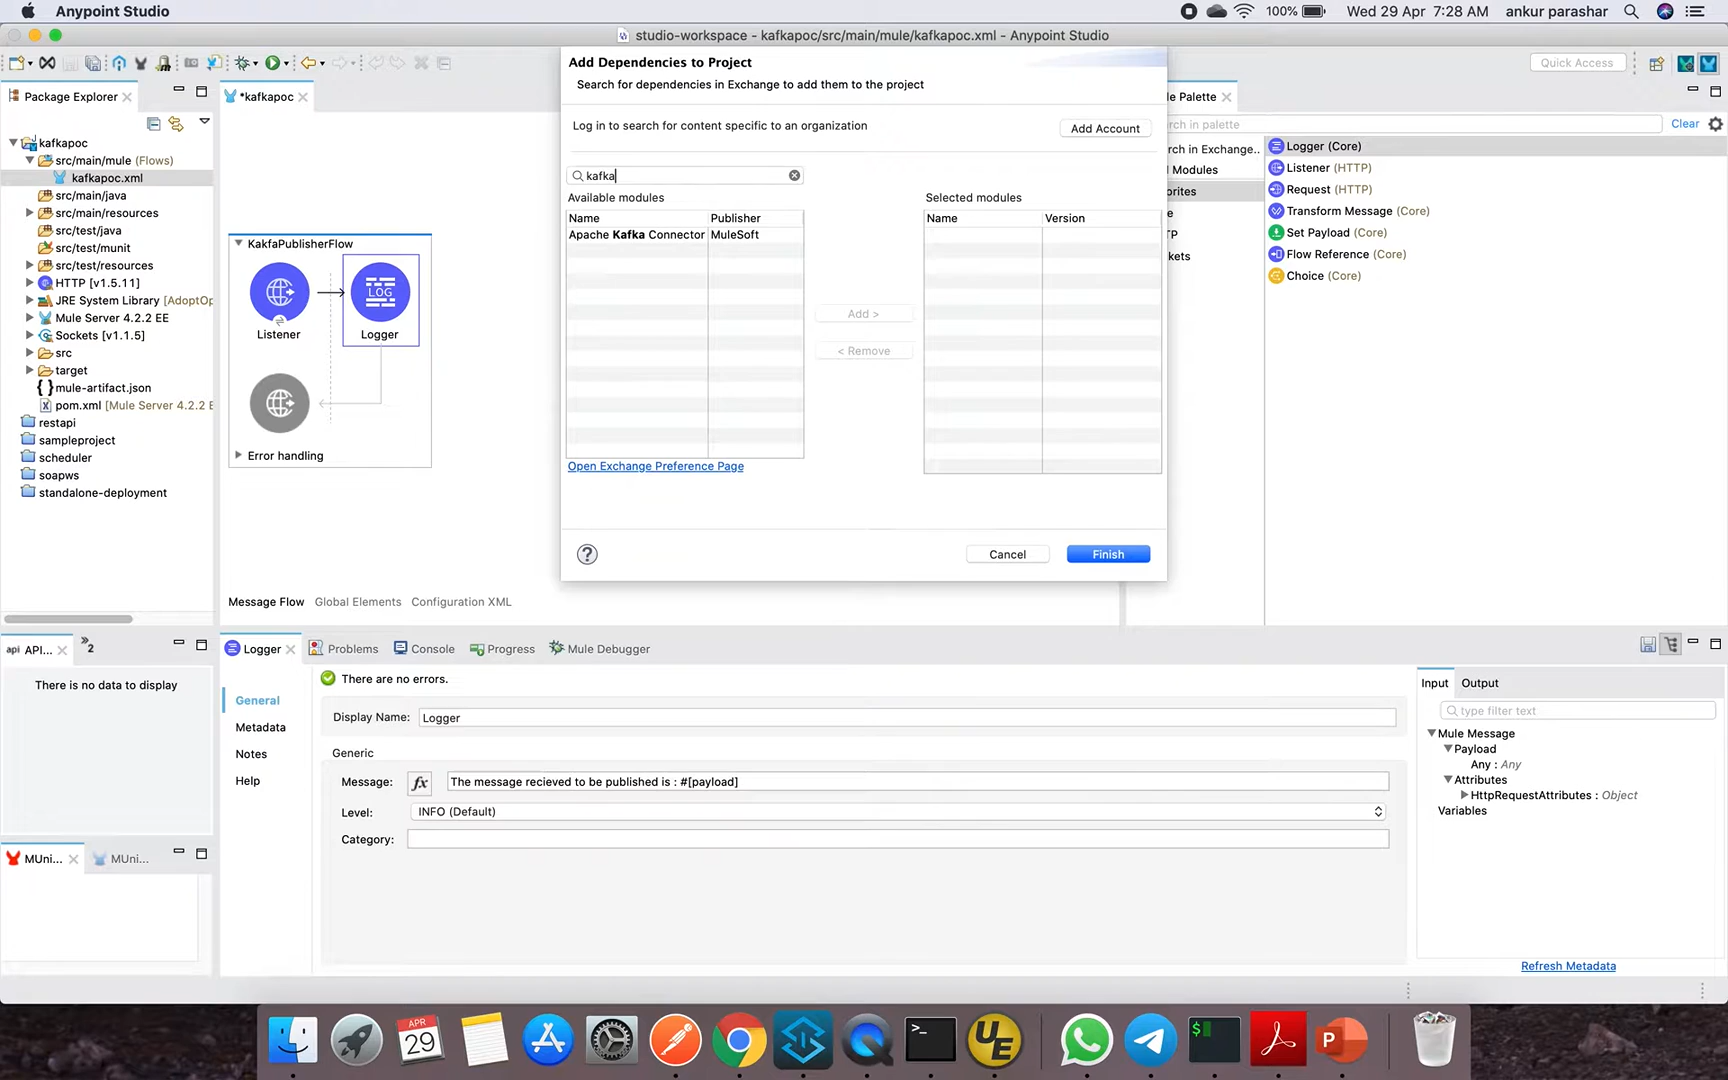 Anypoint Studio
100%
Wed 29 Apr 7:28 AM
ankur parashar
studio-workspace - kafkapoc/src/main/mule/kafkapoc.xml - Anypoint Studio
Quick Access
Package Explorer
*kafkapoc
kafkapoc
src/main/mule (Flows)
kafkapoc.xml
src/main/java
src/main/resources
src/test/java
src/test/munit
src/test/resources
HTTP [v1.5.11]
JRE System Library [AdoptOp
Mule Server 4.2.2 EE
Sockets [v1.1.5]
src
target
mule-artifact.json
pom.xml [Mule Server 4.2.2 E
restapi
sampleproject
scheduler
soapws
standalone-deployment
KakfaPublisherFlow
Listener
LOG
Logger
Error handling
Message Flow
Global Elements
Configuration XML
Add Dependencies to Project
Search for dependencies in Exchange to add them to the project
Log in to search for content specific to an organization
Add Account
kafka
Available modules
Name
Publisher
Apache Kafka Connector
MuleSoft
Add >
< Remove
Selected modules
Name
Version
Open Exchange Preference Page
?
Cancel
Finish
le Palette
rch in palette
Clear
rch in Exchange..
Modules
orites
Logger (Core)
Listener (HTTP)
Request (HTTP)
Transform Message (Core)
Set Payload (Core)
Flow Reference (Core)
Choice (Core)
api API...
2
There is no data to display
MUni...
MUni...
Logger
Problems
Console
Progress
Mule Debugger
There are no errors.
General
Metadata
Notes
Help
Display Name:
Logger
Generic
Message:
fx
The message recieved to be published is : #[payload]
Level:
INFO (Default)
Category:
Input
Output
type filter text
Mule Message
Payload
Any : Any
Attributes
HttpRequestAttributes : Object
Variables
Refresh Metadata
APR
29
>_
UE
$
P